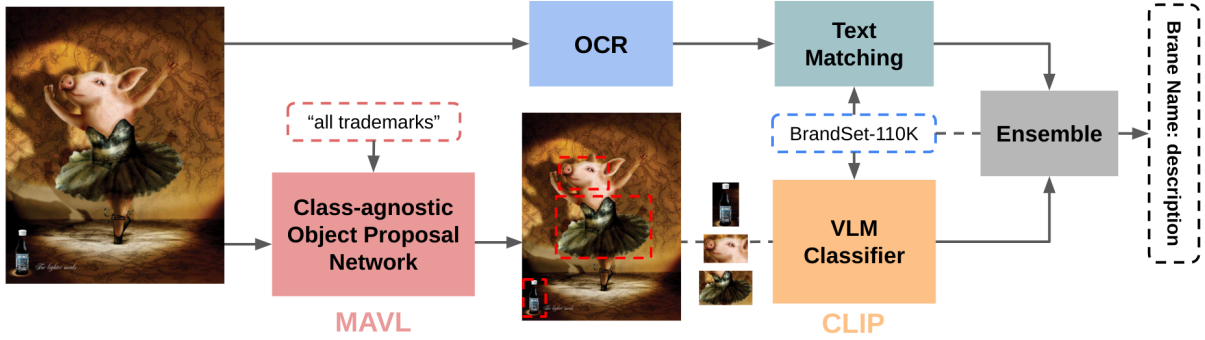 OCR
Text
Matching
"all trademarks"
BrandSet-110K
Ensemble
Brane Name: description
Class-agnostic
Object Proposal
Network
VLM
Classifier
MAVL
CLIP